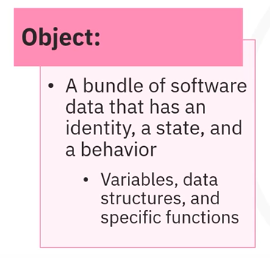 Object:
• A bundle of software
data that has an
identity, a state, and
a behavior
• Variables, data
structures, and
specific functions